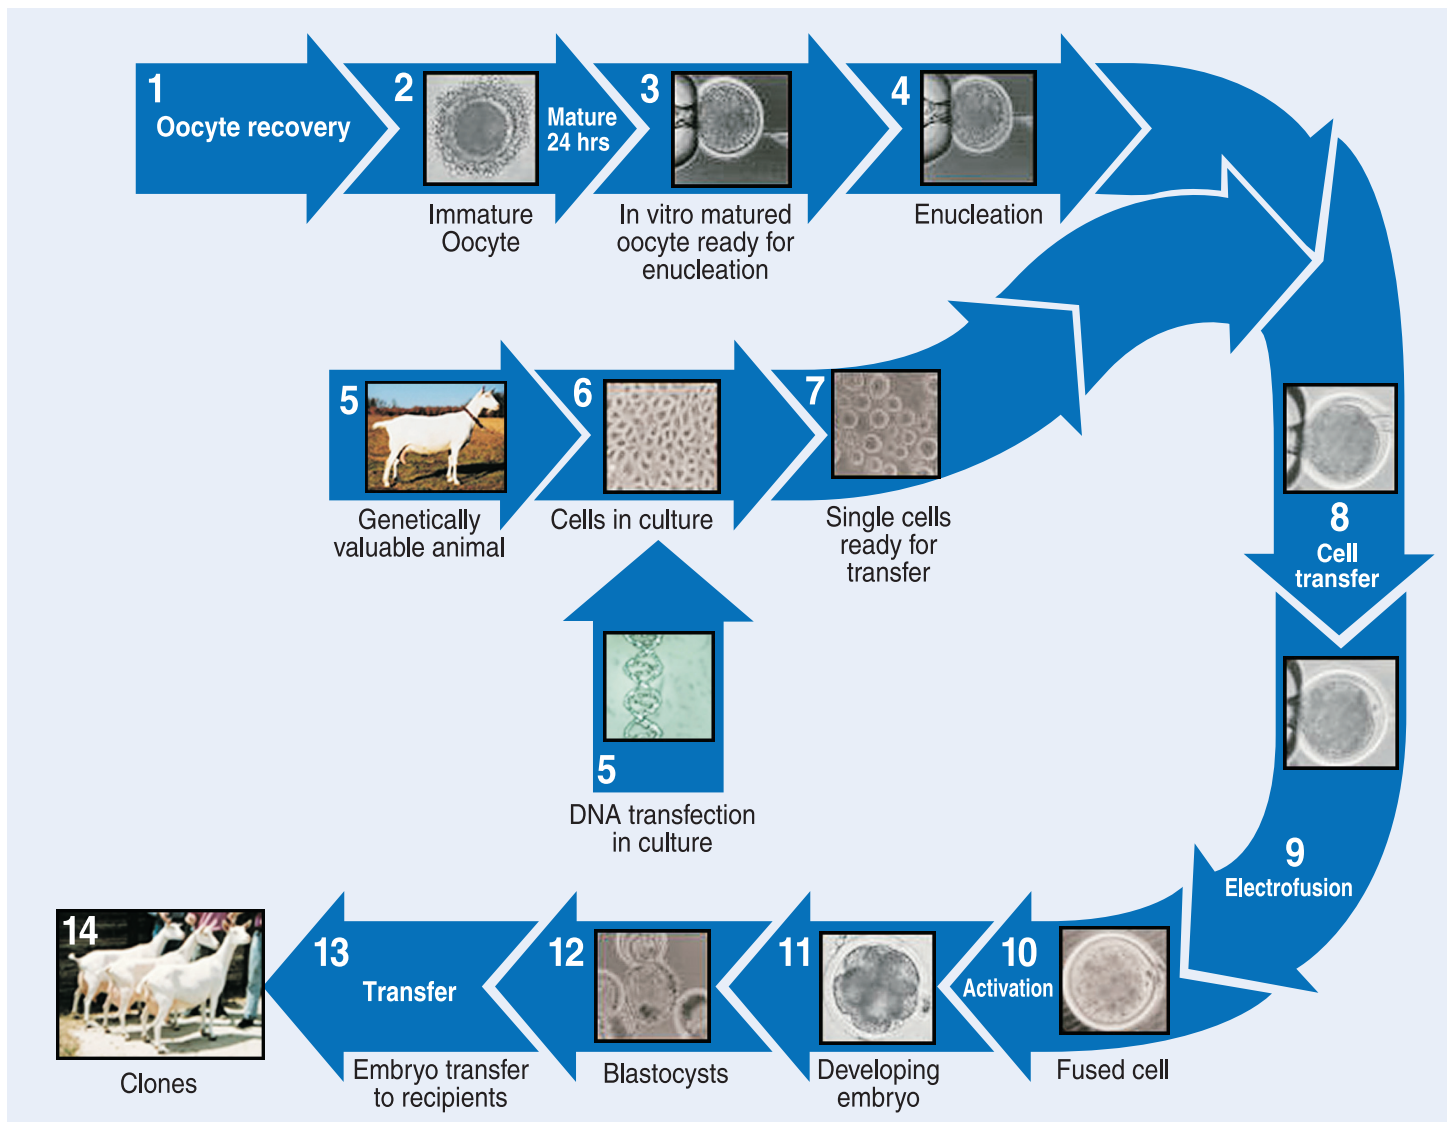 1
Oocyte recovery
2
Mature
24 hrs
Immature
Oocyte
3
In vitro matured
oocyte ready for
enucleation
4
Enucleation
5
Genetically
valuable animal
6
Cells in culture
5
DNA transfection
in culture
7
Single cells
ready for
transfer
8
Cell
transfer
9
Electrofusion
10
Activation
Fused cell
11
Developing
embryo
12
Blastocysts
13
Transfer
Embryo transfer
to recipients
14
Clones